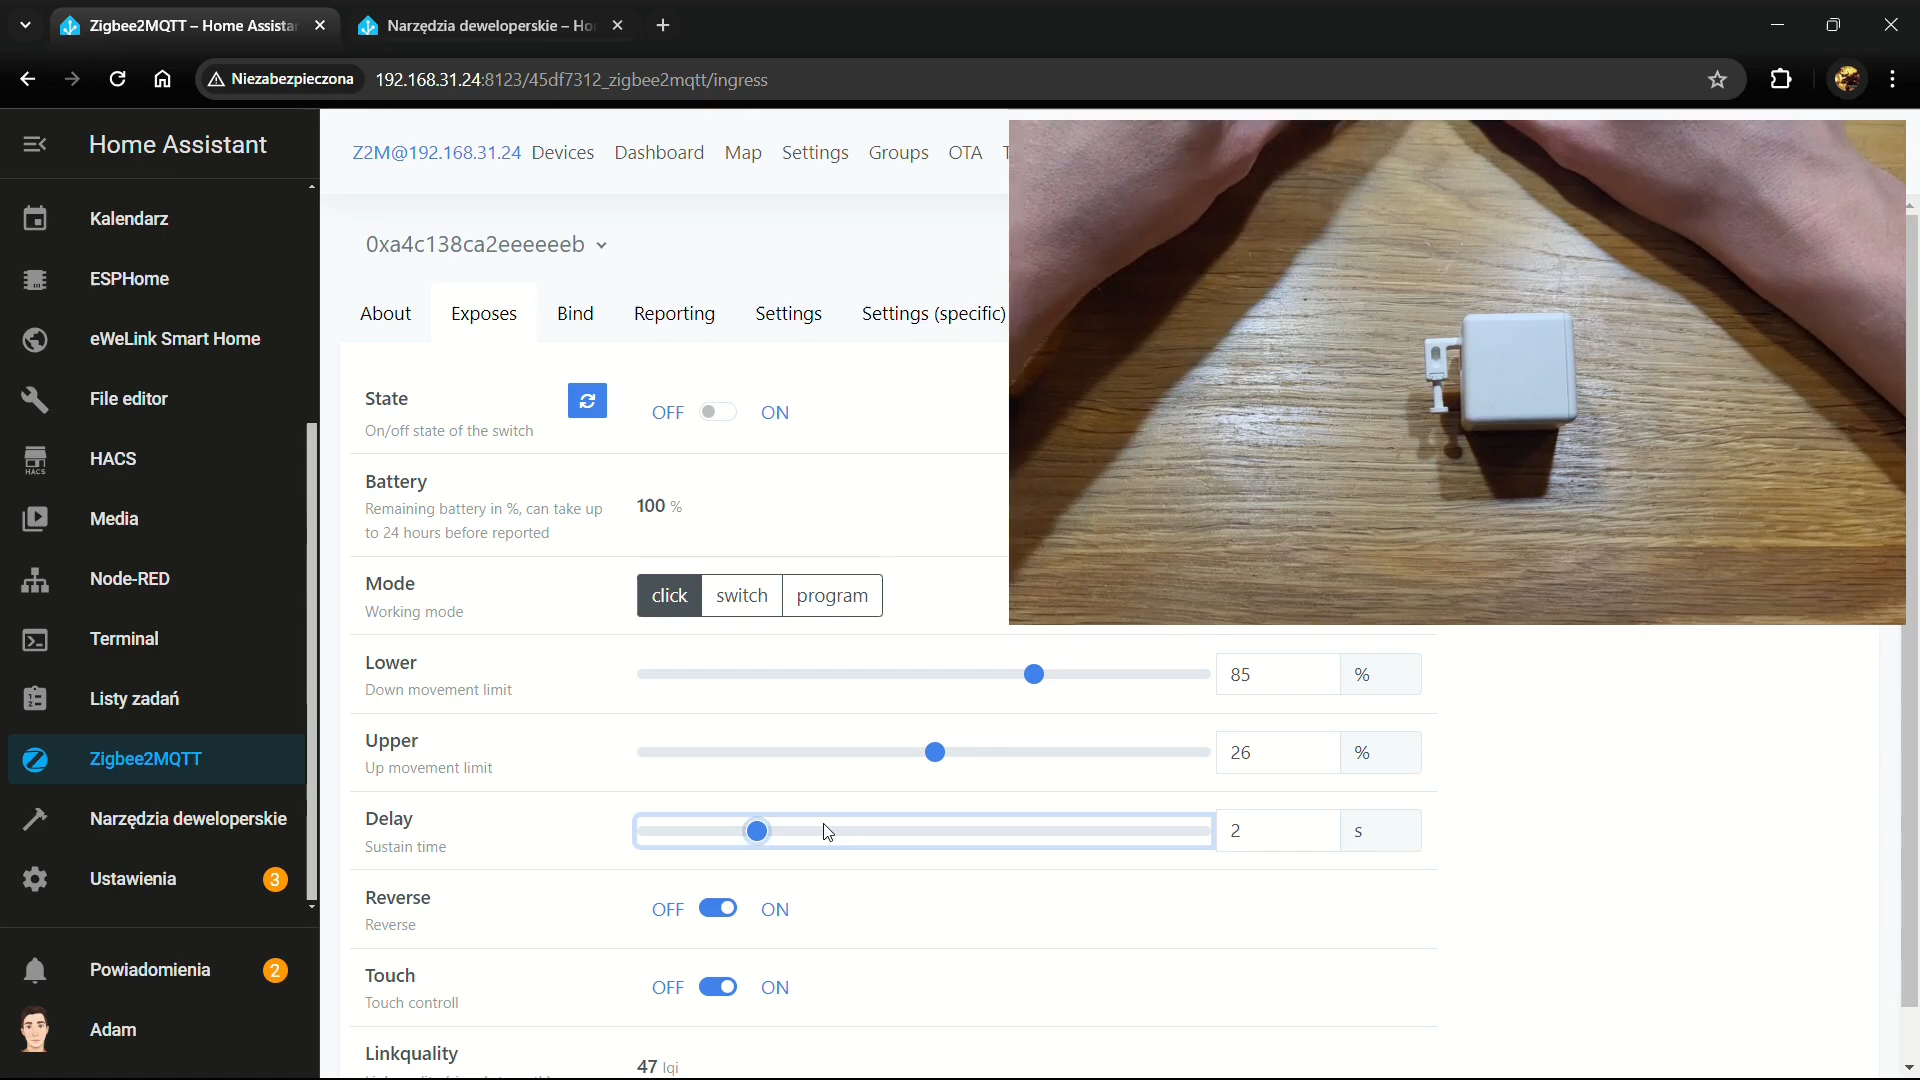 Zigbee2MQTT – Home Assista
Narzędzia deweloperskie – Ho
Niezabezpieczona
192.168.31.24:8123/45df7312_zigbee2mqtt/ingress
Home Assistant
Kalendarz
ESPHome
eWeLink Smart Home
File editor
HACS
HACS
Media
Node-RED
Terminal
Listy zadań
Zigbee2MQTT
Narzędzia deweloperskie
Ustawienia
3
Powiadomienia
2
Adam
Z2M@192.168.31.24 Devices Dashboard Map Settings Groups OTA T
0xa4c138ca2eeeeeeb
About Exposes Bind Reporting Settings Settings (specific)
State
On/off state of the switch
OFF ON
Battery
Remaining battery in %, can take up
to 24 hours before reported
100 %
Mode
Working mode
click switch program
Lower
Down movement limit
85 %
Upper
Up movement limit
26 %
Delay
Sustain time
2 s
Reverse
Reverse
OFF ON
Touch
Touch controll
OFF ON
Linkquality
47 lqi